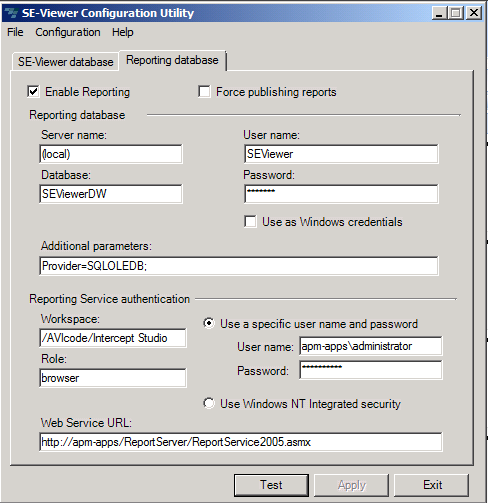 SE-Viewer Configuration Utility
File Configuration Help
SE-Viewer database Reporting database
Enable Reporting Force publishing reports
Reporting database
Server name: User name:
(local) SEViewer
Database: Password:
SEViewerDW *******
Use as Windows credentials
Additional parameters:
Provider=SQLOLEDB;
Reporting Service authentication
Workspace: Use a specific user name and password
/AVIcode/Intercept Studio User name: apm-apps\administrator
Role: Password: **********
browser
Use Windows NT Integrated security
Web Service URL:
http://apm-apps/ReportServer/ReportService2005.asmx
Test Apply Exit